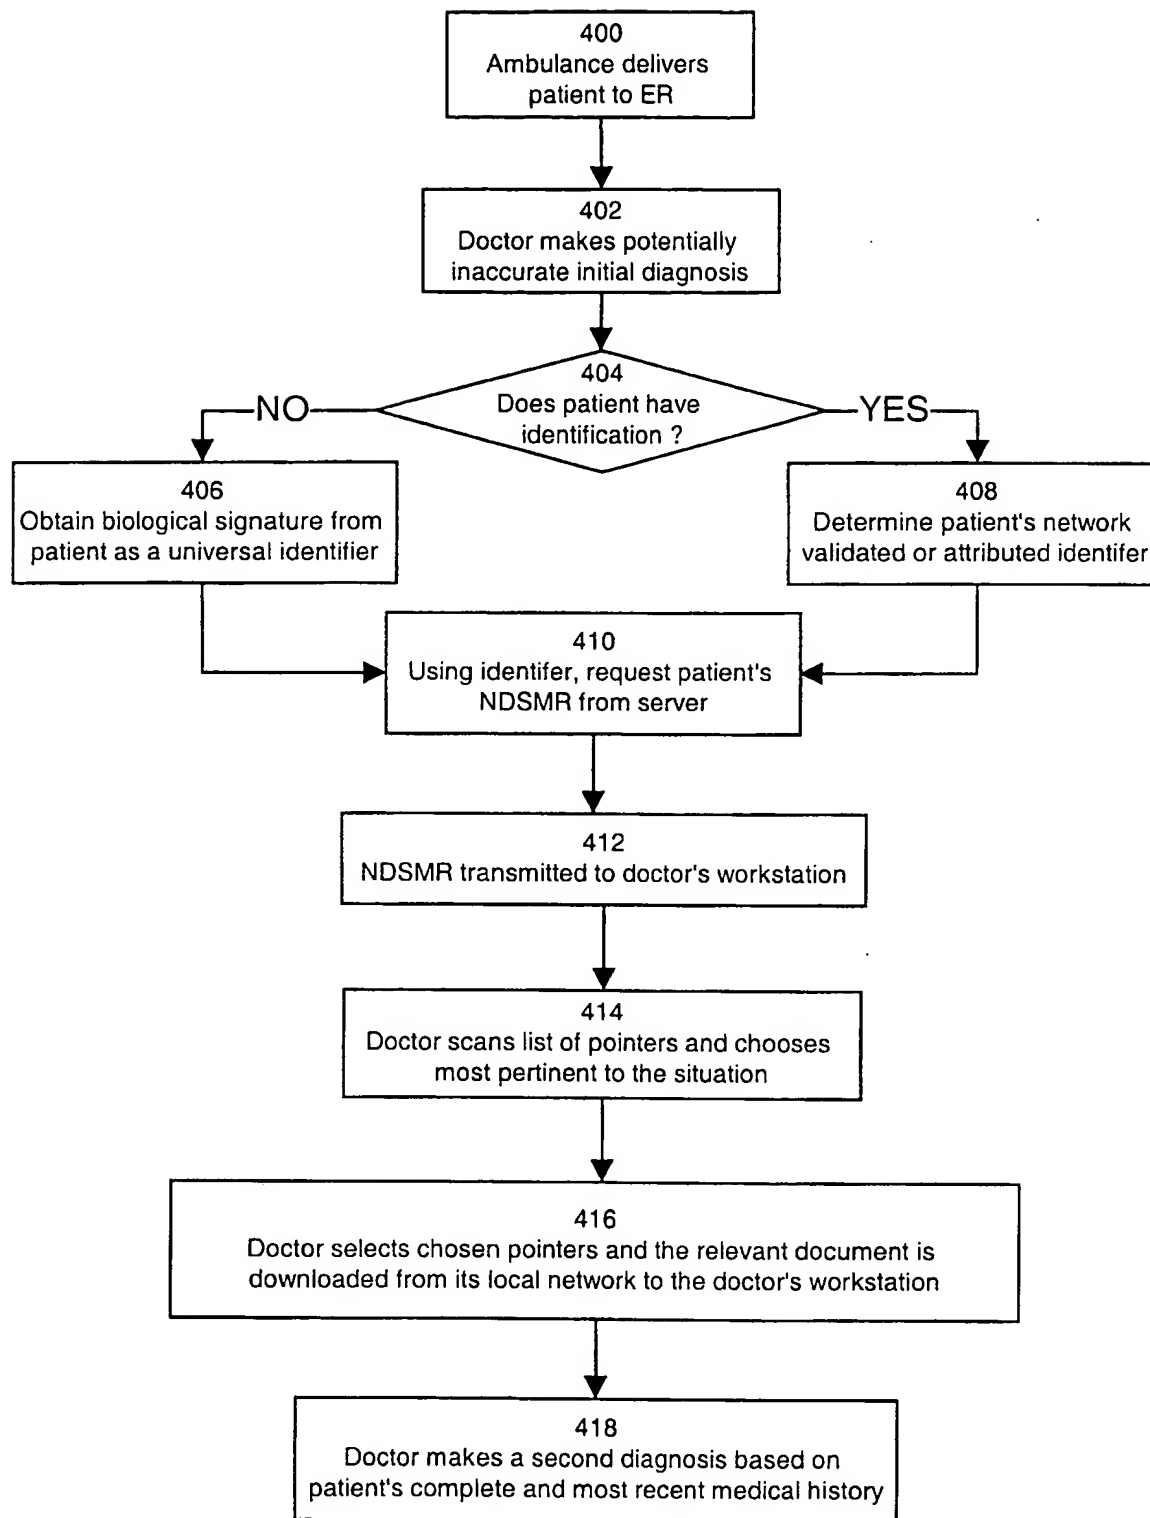 400
Ambulance delivers
patient to ER
402
Doctor makes potentially
inaccurate initial diagnosis
404
Does patient have
identification ?
NO
YES
406
Obtain biological signature from
patient as a universal identifier
408
Determine patient's network
validated or attributed identifer
410
Using identifer, request patient's
NDSMR from server
412
NDSMR transmitted to doctor's workstation
414
Doctor scans list of pointers and chooses
most pertinent to the situation
416
Doctor selects chosen pointers and the relevant document is
downloaded from its local network to the doctor's workstation
418
Doctor makes a second diagnosis based on
patient's complete and most recent medical history